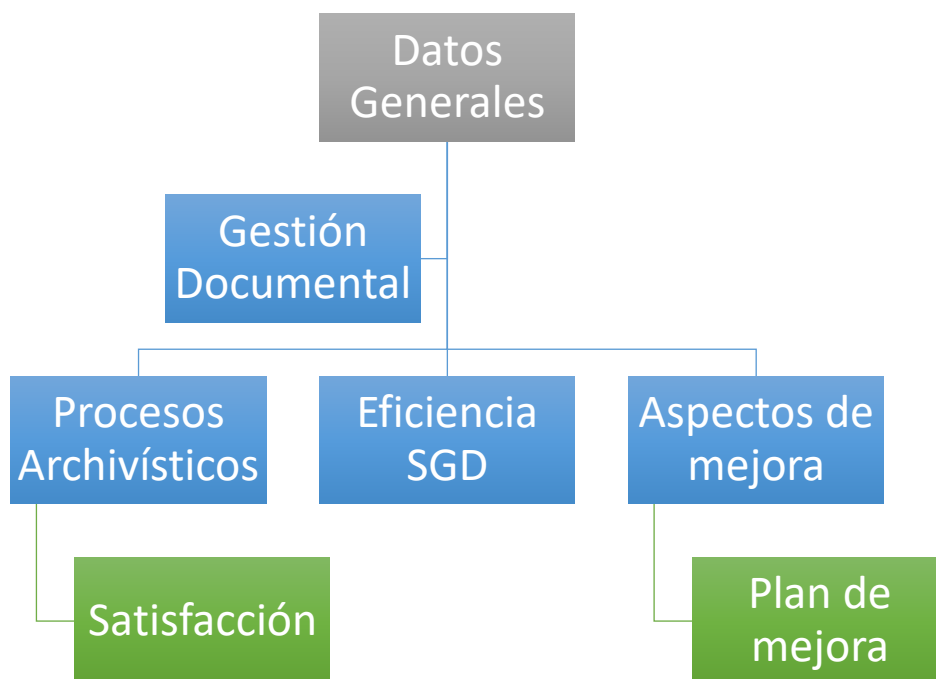 Datos
Generales
Gestión
Documental
Procesos
Archivísticos
Eficiencia
SGD
Aspectos de
mejora
Satisfacción
Plan de
mejora